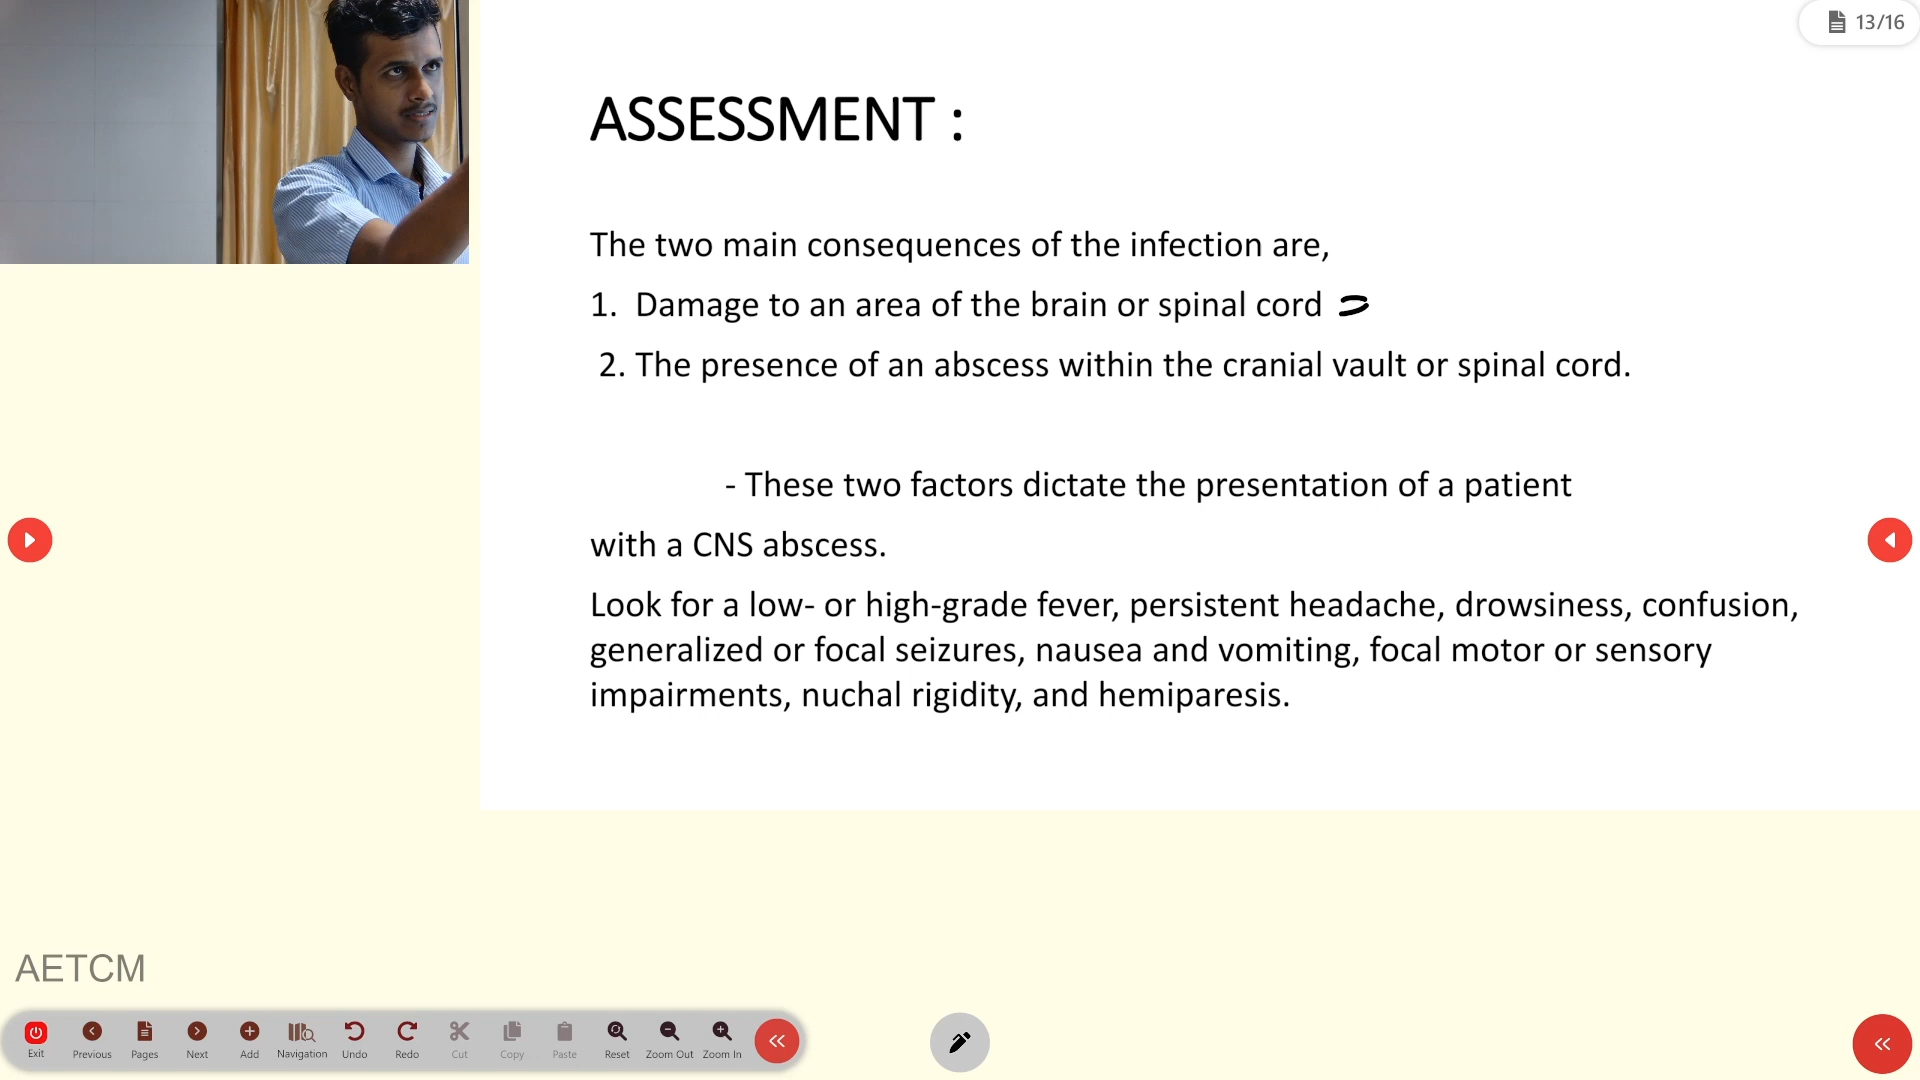 13/16
ASSESSMENT :
The two main consequences of the infection are,
1. Damage to an area of the brain or spinal cord
2. The presence of an abscess within the cranial vault or spinal cord.
- These two factors dictate the presentation of a patient
with a CNS abscess.
Look for a low- or high-grade fever, persistent headache, drowsiness, confusion,
generalized or focal seizures, nausea and vomiting, focal motor or sensory
impairments, nuchal rigidity, and hemiparesis.
AETCM
Exit Previous Pages Next Add Navigation Undo Redo Cut Copy Paste Reset Zoom Out Zoom In